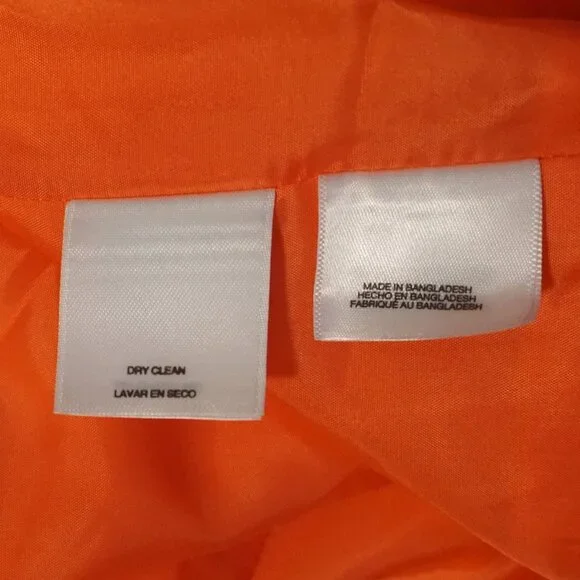 DRY CLEAN
LAVAR EN SECO
MADE IN BANGLADESH
HECHO EN BANGLADESH
FABRIQUÉ AU BANGLADESH